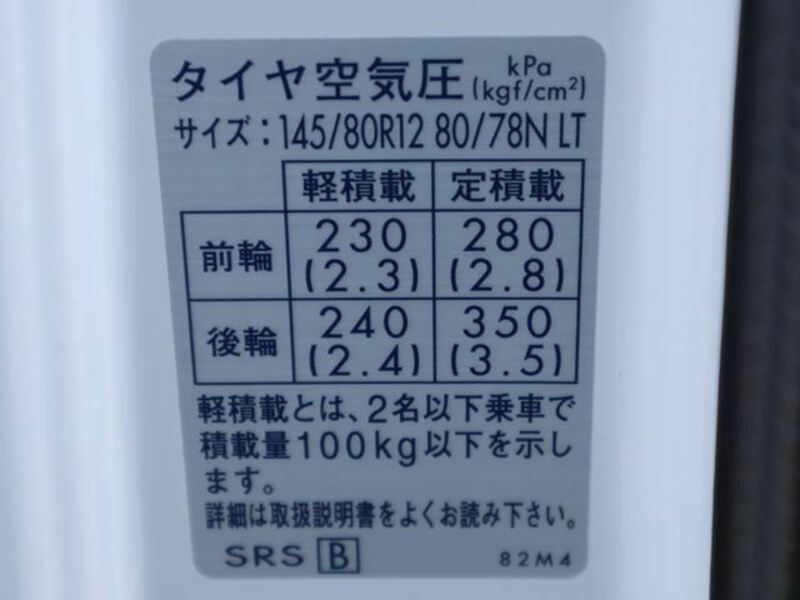 タイヤ空気圧 kPa (kgf/cm²)
サイズ：145/80R12 80/78N LT
軽積載 定積載
前輪 230 (2.3) 280 (2.8)
後輪 240 (2.4) 350 (3.5)
軽積載とは、2名以下乗車で
積載量100kg以下を示し
ます。
詳細は取扱説明書をよくお読み下さい。
SRS B 82M4